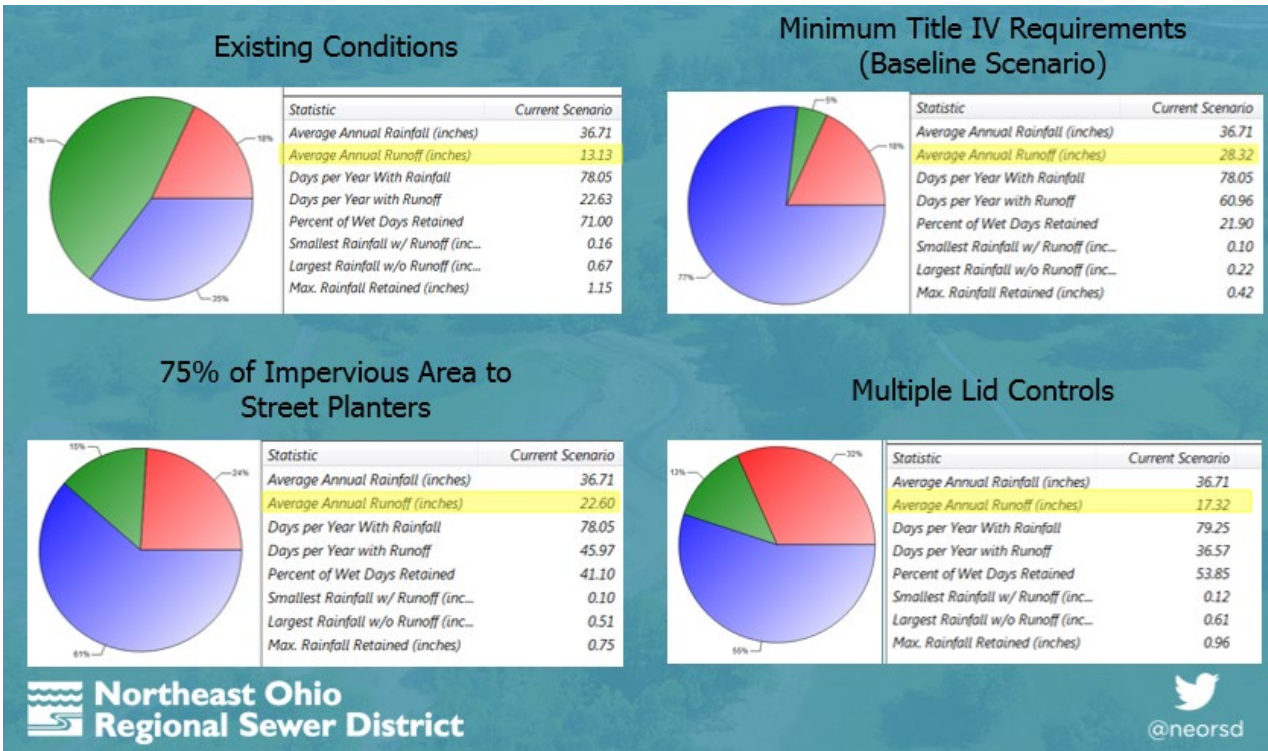 Existing Conditions
47%
18%
35%
Statistic Current Scenario
Average Annual Rainfall (inches) 36.71
Average Annual Runoff (inches) 13.13
Days per Year With Rainfall 78.05
Days per Year with Runoff 22.63
Percent of Wet Days Retained 71.00
Smallest Rainfall w/ Runoff (inc... 0.16
Largest Rainfall w/o Runoff (inc... 0.67
Max. Rainfall Retained (inches) 1.15
Minimum Title IV Requirements
(Baseline Scenario)
5%
18%
77%
Statistic Current Scenario
Average Annual Rainfall (inches) 36.71
Average Annual Runoff (inches) 28.32
Days per Year With Rainfall 78.05
Days per Year with Runoff 60.96
Percent of Wet Days Retained 21.90
Smallest Rainfall w/ Runoff (inc... 0.10
Largest Rainfall w/o Runoff (inc... 0.22
Max. Rainfall Retained (inches) 0.42
75% of Impervious Area to
Street Planters
15%
24%
61%
Statistic Current Scenario
Average Annual Rainfall (inches) 36.71
Average Annual Runoff (inches) 22.60
Days per Year With Rainfall 78.05
Days per Year with Runoff 45.97
Percent of Wet Days Retained 41.10
Smallest Rainfall w/ Runoff (inc... 0.10
Largest Rainfall w/o Runoff (inc... 0.51
Max. Rainfall Retained (inches) 0.75
Multiple Lid Controls
13%
32%
55%
Statistic Current Scenario
Average Annual Rainfall (inches) 36.71
Average Annual Runoff (inches) 17.32
Days per Year With Rainfall 79.25
Days per Year with Runoff 36.57
Percent of Wet Days Retained 53.85
Smallest Rainfall w/ Runoff (inc... 0.12
Largest Rainfall w/o Runoff (inc... 0.61
Max. Rainfall Retained (inches) 0.96
Northeast Ohio
Regional Sewer District
@neorsd